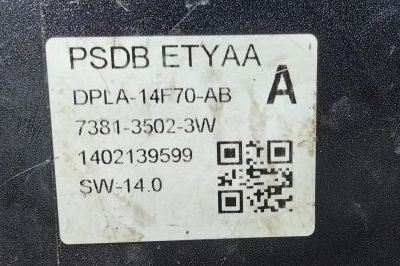 PSDB ETYAA
DPLA-14F70-AB A
7381-3502-3W
1402139599
SW-14.0